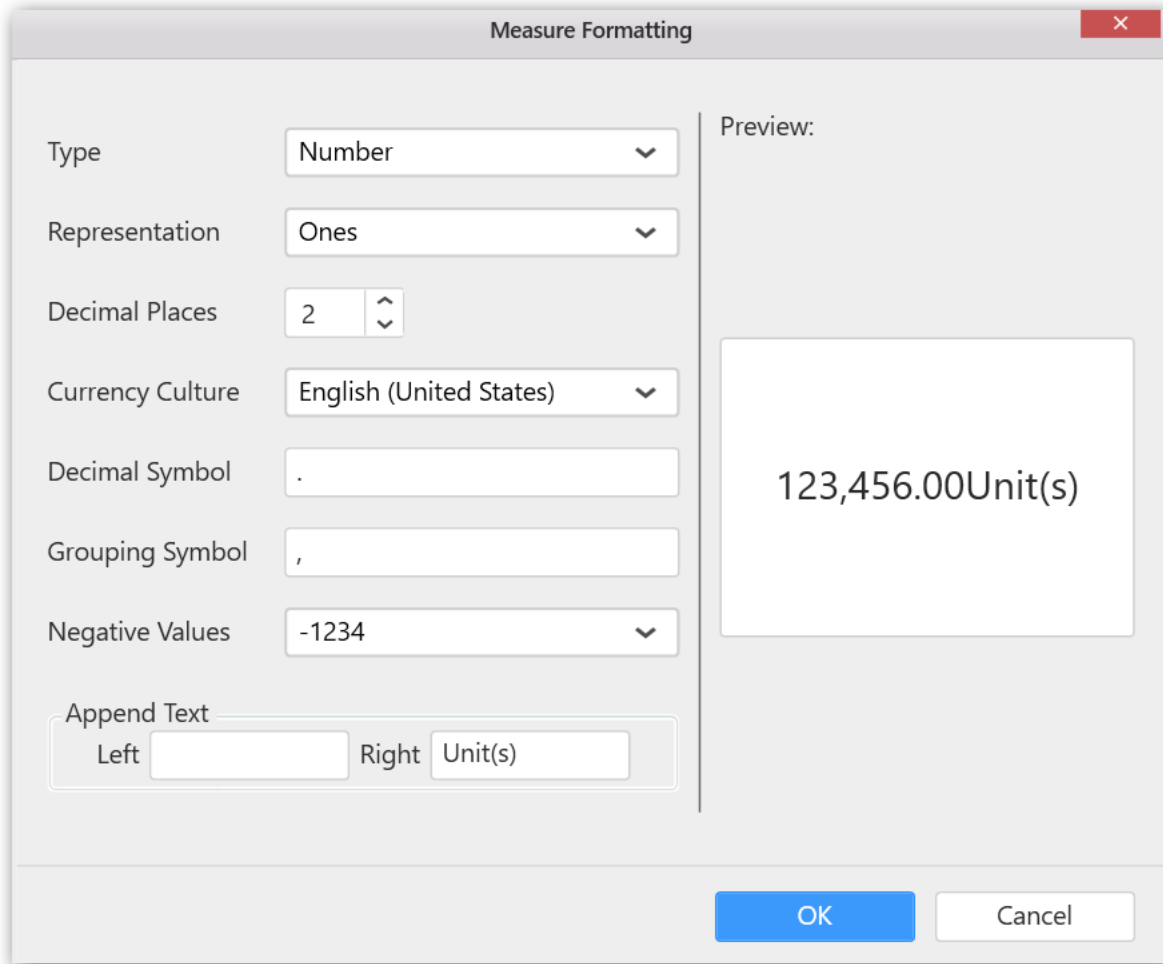 Measure Formatting
Preview:
Type Number
Representation Ones
Decimal Places 2
Currency Culture English (United States)
Decimal Symbol .
123,456.00Unit(s)
Grouping Symbol ,
Negative Values -1234
Append Text
Left Right Unit(s)
OK Cancel